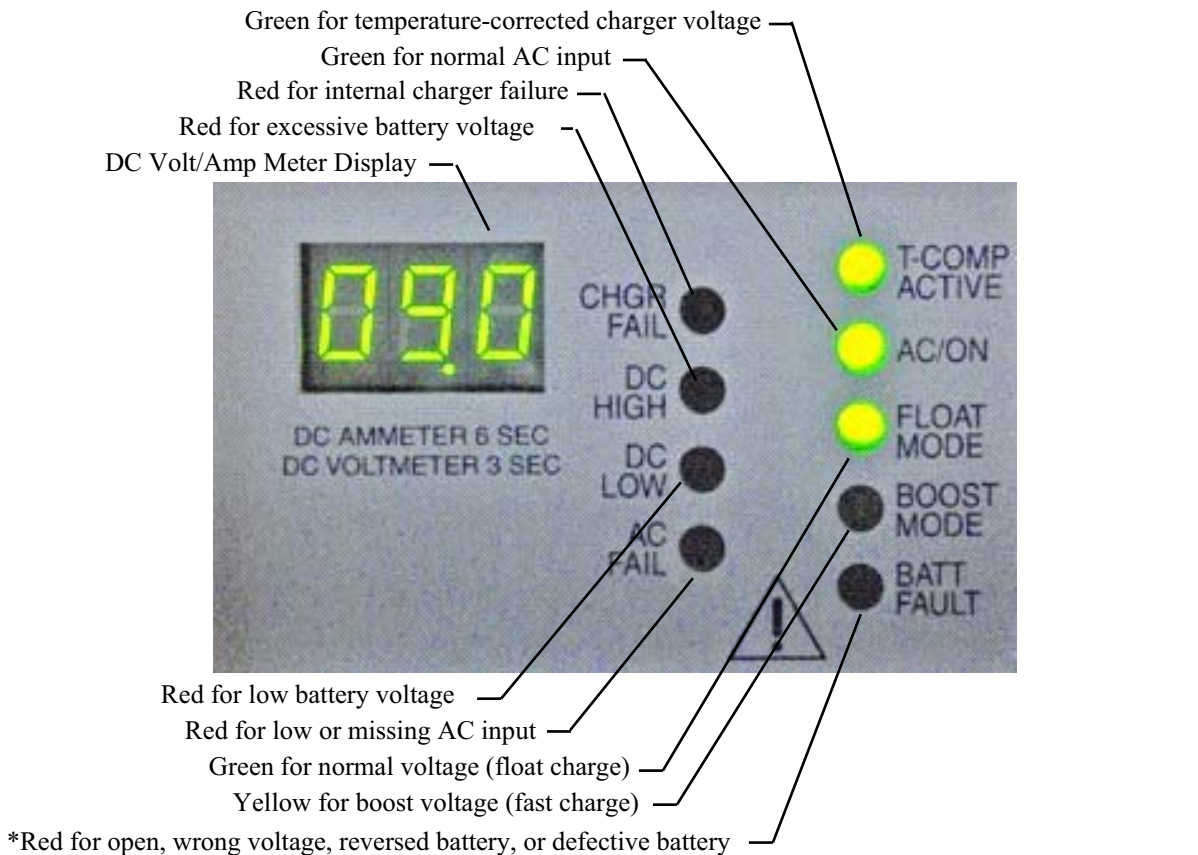 Green for temperature-corrected charger voltage
Green for normal AC input
Red for internal charger failure
Red for excessive battery voltage
DC Volt/Amp Meter Display
09.0
DC AMMETER 6 SEC
DC VOLTMETER 3 SEC
CHGR
FAIL
DC
HIGH
DC
LOW
AC
FAIL
T-COMP
ACTIVE
AC/ON
FLOAT
MODE
BOOST
MODE
BATT
FAULT
!
Red for low battery voltage
Red for low or missing AC input
Green for normal voltage (float charge)
Yellow for boost voltage (fast charge)
*Red for open, wrong voltage, reversed battery, or defective battery